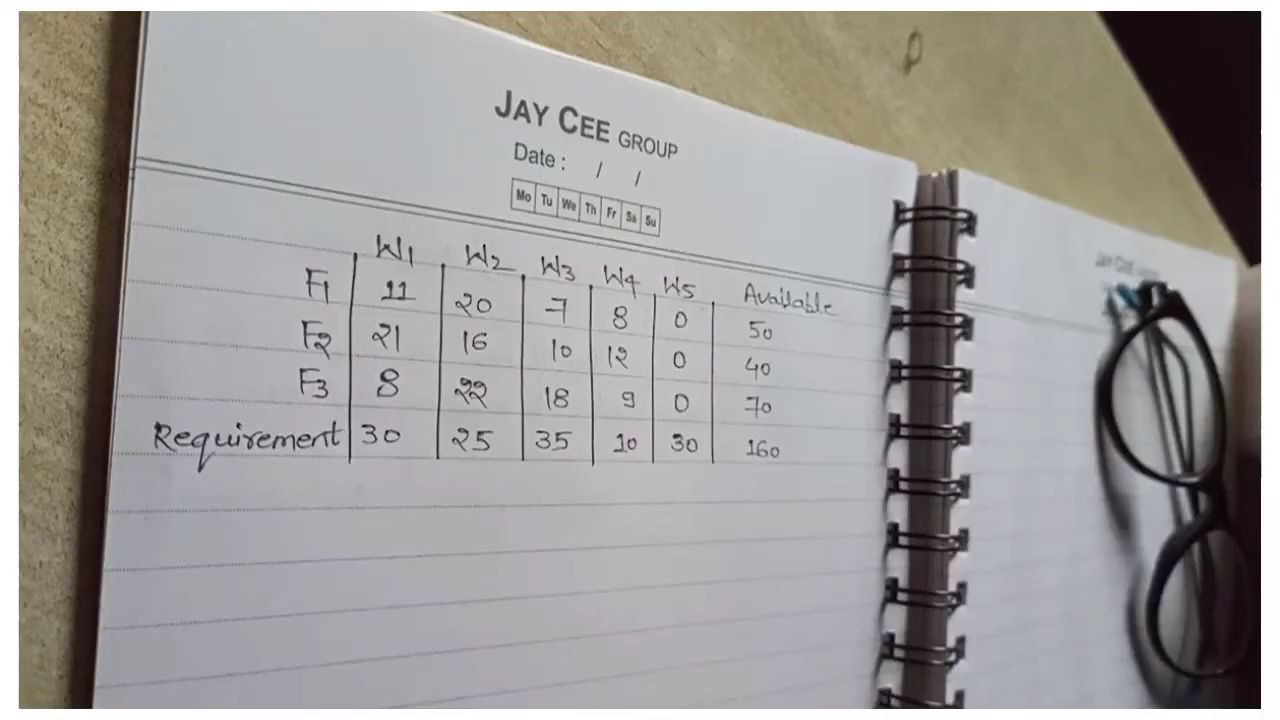 JAY CEE GROUP
Date : / /
Mo Tu We Th Fr Sa Su
W1 W2 W3 W4 W5 Available
F1 11 20 7 8 0 50
F2 21 16 10 12 0 40
F3 8 22 18 9 0 70
Requirement 30 25 35 10 30 160